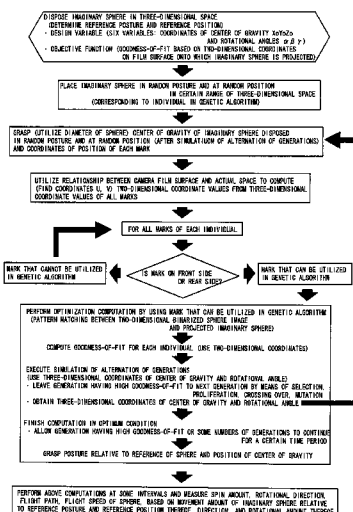 DISPOSE IMAGINARY SPHERE IN THREE-DIMENSIONAL SPACE
(DETERMINE REFERENCE POSTURE AND REFERENCE POSITION)
・DESIGN VARIABLE (SIX VARIABLES: COORDINATES OF CENTER OF GRAVITY XoYoZo
AND ROTATIONAL ANGLES α β γ)
・OBJECTIVE FUNCTION (GOODNESS-OF-FIT BASED ON TWO-DIMENSIONAL COORDINATES
ON FILM SURFACE ONTO WHICH IMAGINARY SPHERE IS PROJECTED)
PLACE IMAGINARY SPHERE IN RANDOM POSTURE AND AT RANDOM POSITION
IN CERTAIN RANGE OF THREE-DIMENSIONAL SPACE
(CORRESPONDING TO INDIVIDUAL IN GENETIC ALGORITHM)
GRASP (UTILIZE DIAMETER OF SPHERE) CENTER OF GRAVITY OF IMAGINARY SPHERE DISPOSED
IN RANDOM POSTURE AND AT RANDOM POSITION (AFTER SIMULATIUCM OF ALTERNATION OF GENERATIONS)
AND COORDINATES OF POSITION OF EACH MARK
UTILIZE RELATIONSHIP BETWEEN CAMERA FILM SURFACE AND ACTUAL SPACE TO COMPUTE
(FIND COORDINATES U, V) TWO-DIMENSIONAL COORDINATE VALUES FROM THREE-DIMENSIONAL
COORDINATE VALUES OF ALL MARKS
FOR ALL MARKS OF EACH INDIVIDUAL
MARK THAT CANNOT BE UTILIZED
IN GENETIC ALGORITHM
IS MARK ON FRONT SIDE
OR REAR SIDE?
MARK THAT CAN BE UTILIZED
IN GENETIC ALGORITHM
PERFORM OPTIMIZATION COMPUTATION BY USING MARK THAT CAN BE UTILIZED IN GENETIC ALGORITHM
(PATTERN MATCHING BETWEEN TWO-DIMENSIONAL BINARIZED SPHERE IMAGE
AND PROJECTED IMAGINARY SPHERE)
COMPUTE GOODNESS-OF-FIT FOR EACH INDIVIDUAL (USE TWO-DIMENSIONAL COORDINATES)
EXECUTE SIMULATION OF ALTERNATION OF GENERATIONS
(USE THREE-DIMENSIONAL COORDINATES OF CENTER OF GRAVITY AND ROTATIOYAL ANGLE)
- LEAVE GENERATION HAVING HIGH GOODNESS-OF-FIT TO NEXT GENERATION BY MEANS OF SELECTION,
PROLIFERATION, CROSSING OVER, MUTATION
- OBTAIN THREE-DIMENSIONAL COORDINATES OF CENTER OF GRAVITY AND ROTATIONAL ANGLE
FINISH COMPUTATION IN OPTIMUM CONDITION
- ALLOW GENERATION HAVING HIGH GOODNESS-OF-FIT OR SOME NUMBERS OF GENERATIONS TO CONTINUE
FOR A CERTAIN TIME PERIOD
GRASP POSTURE RELATIVE TO REFERENCE OF SPHERE AND POSITION OF CENTER OF GRAVITY
PERFORM ABOVE COMPUTATIONS AT SOME INTERVALS AND MEASURE SPIN AMOUNT, ROTATIONAL DIRECTION,
FLIGHT PATH, FLIGHT SPEED OF SPHERE, BASED ON MOVEMENT AMOUNT OF IMAGINARY SPHERE RELATIVE
TO REFERENCE POSTURE AND REFERENCE POSITION THEREOF, DIRECTION, AND ROTATIONAL AMOUNT THEREOF